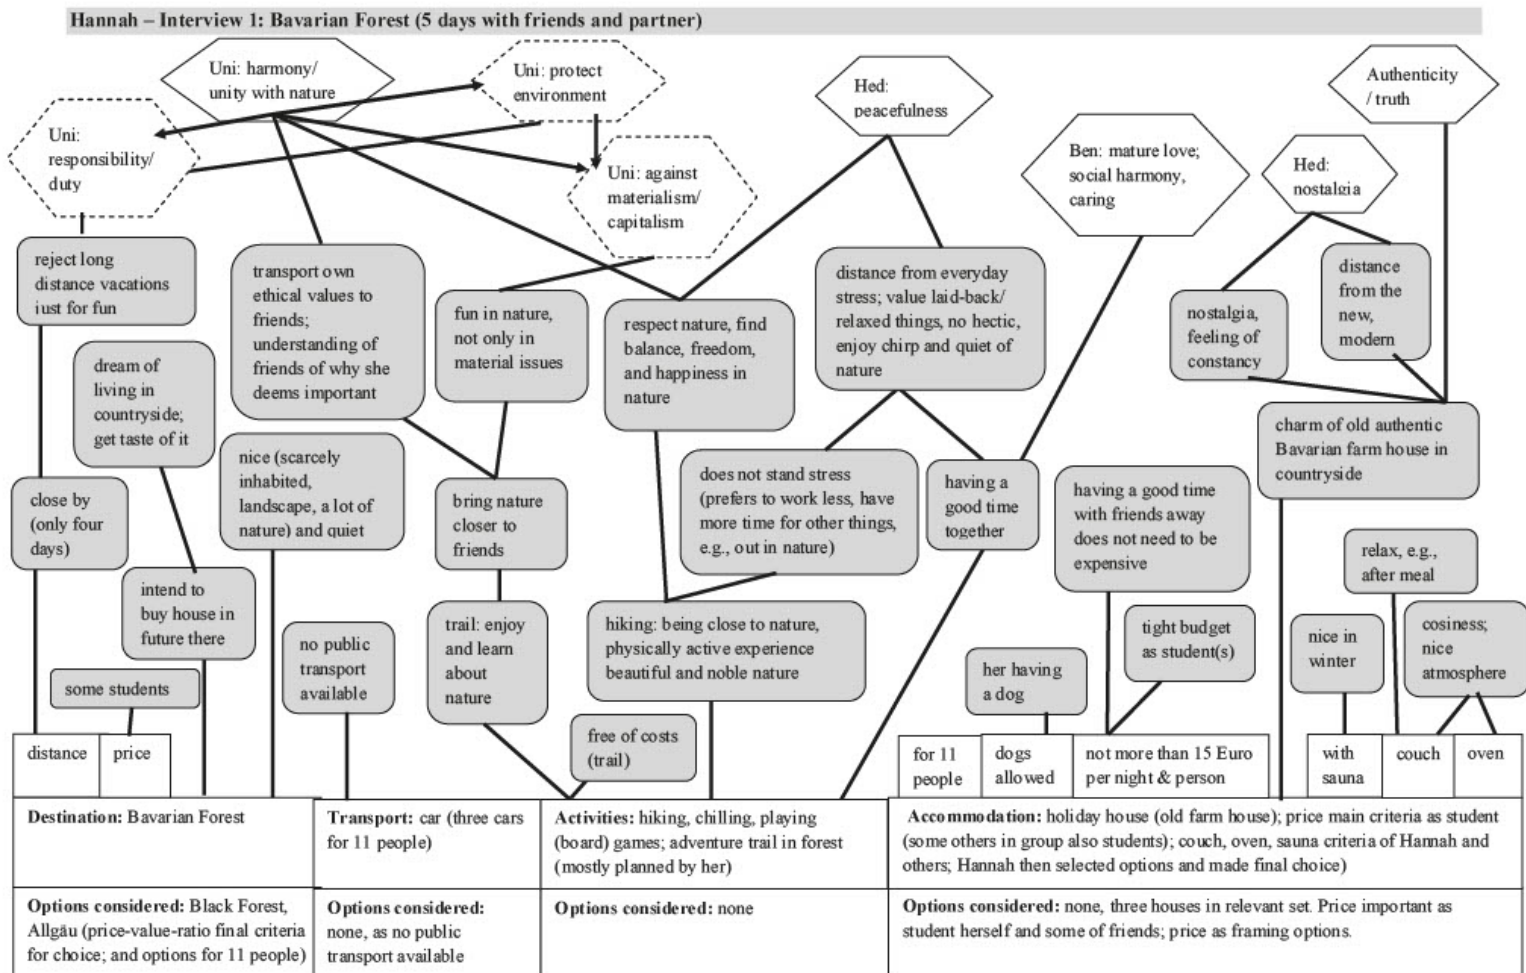 Hannah – Interview 1: Bavarian Forest (5 days with friends and partner)
Uni: harmony/
unity with nature
Uni: protect
environment
Hed:
peacefulness
Authenticity
/ truth
Uni:
responsibility/
duty
Uni: against
materialism/
capitalism
Ben: mature love;
social harmony,
caring
Hed:
nostalgia
reject long
distance vacations
just for fun
transport own
ethical values to
friends;
understanding of
friends of why she
deems important
fun in nature,
not only in
material issues
respect nature, find
balance, freedom,
and happiness in
nature
distance from everyday
stress; value laid-back/
relaxed things, no hectic,
enjoy chirp and quiet of
nature
nostalgia,
feeling of
constancy
distance
from the
new,
modern
dream of
living in
countryside;
get taste of it
nice (scarcely
inhabited,
landscape, a lot of
nature) and quiet
charm of old authentic
Bavarian farm house in
countryside
close by
(only four
days)
bring nature
closer to
friends
does not stand stress
(prefers to work less, have
more time for other things,
e.g., out in nature)
having a
good time
together
having a good time
with friends away
does not need to be
expensive
relax, e.g.,
after meal
intend to
buy house in
future there
no public
transport
available
trail: enjoy
and learn
about
nature
hiking: being close to nature,
physically active experience
beautiful and noble nature
tight budget
as student(s)
nice in
winter
cosiness;
nice
atmosphere
some students
her having
a dog
free of costs
(trail)
distance
price
for 11
people
dogs
allowed
not more than 15 Euro
per night & person
with
sauna
couch
oven
Destination: Bavarian Forest
Transport: car (three cars
for 11 people)
Activities: hiking, chilling, playing
(board) games; adventure trail in forest
(mostly planned by her)
Accommodation: holiday house (old farm house); price main criteria as student
(some others in group also students); couch, oven, sauna criteria of Hannah and
others; Hannah then selected options and made final choice)
Options considered: Black Forest,
Allgäu (price-value-ratio final criteria
for choice; and options for 11 people)
Options considered:
none, as no public
transport available
Options considered: none
Options considered: none, three houses in relevant set. Price important as
student herself and some of friends; price as framing options.